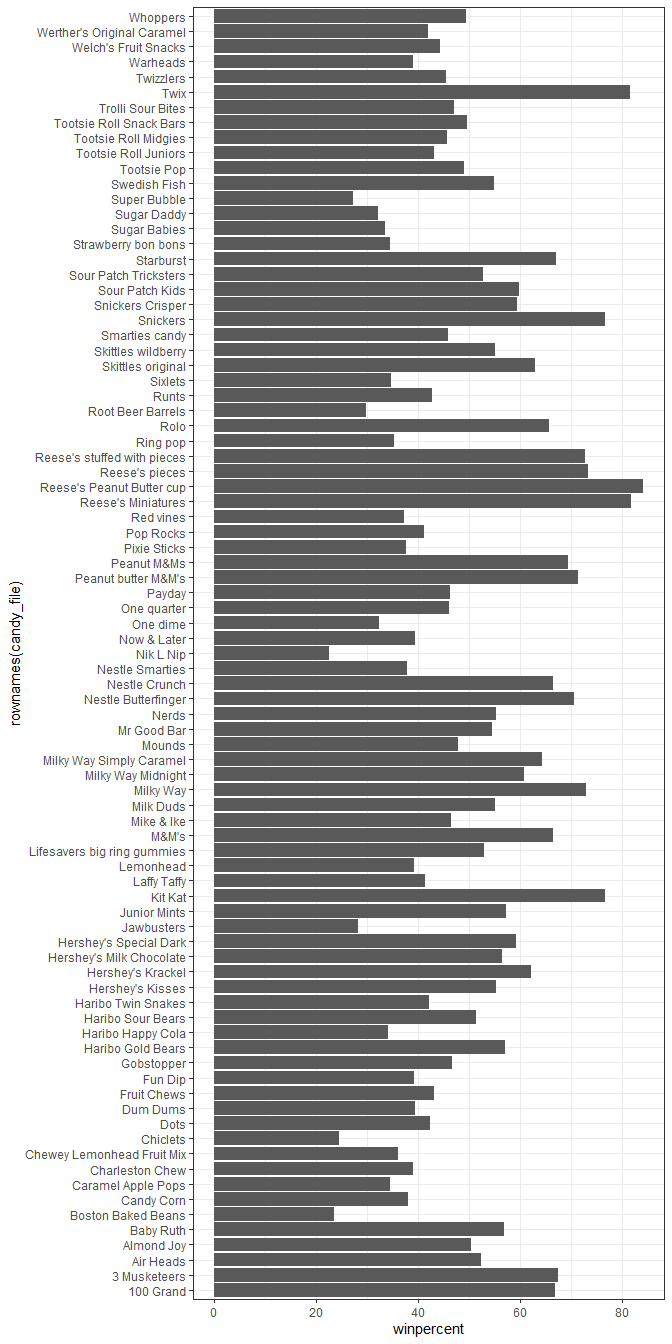 Whoppers
Werther's Original Caramel
Welch's Fruit Snacks
Warheads
Twizzlers
Twix
Trolli Sour Bites
Tootsie Roll Snack Bars
Tootsie Roll Midgies
Tootsie Roll Juniors
Tootsie Pop
Swedish Fish
Super Bubble
Sugar Daddy
Sugar Babies
Strawberry bon bons
Starburst
Sour Patch Tricksters
Sour Patch Kids
Snickers Crisper
Snickers
Smarties candy
Skittles wildberry
Skittles original
Sixlets
Runts
Root Beer Barrels
Rolo
Ring pop
Reese's stuffed with pieces
Reese's pieces
Reese's Peanut Butter cup
Reese's Miniatures
Red vines
Pop Rocks
Pixie Sticks
Peanut M&Ms
Peanut butter M&M's
Payday
One quarter
One dime
Now & Later
Nik L Nip
Nestle Smarties
Nestle Crunch
Nestle Butterfinger
Nerds
Mr Good Bar
Mounds
Milky Way Simply Caramel
Milky Way Midnight
Milky Way
Milk Duds
Mike & Ike
M&M's
Lifesavers big ring gummies
Lemonhead
Laffy Taffy
Kit Kat
Junior Mints
Jawbusters
Hershey's Special Dark
Hershey's Milk Chocolate
Hershey's Krackel
Hershey's Kisses
Haribo Twin Snakes
Haribo Sour Bears
Haribo Happy Cola
Haribo Gold Bears
Gobstopper
Fun Dip
Fruit Chews
Dum Dums
Dots
Chiclets
Chewey Lemonhead Fruit Mix
Charleston Chew
Caramel Apple Pops
Candy Corn
Boston Baked Beans
Baby Ruth
Almond Joy
Air Heads
3 Musketeers
100 Grand
rownames(candy_file)
0 20 40 60 80
winpercent